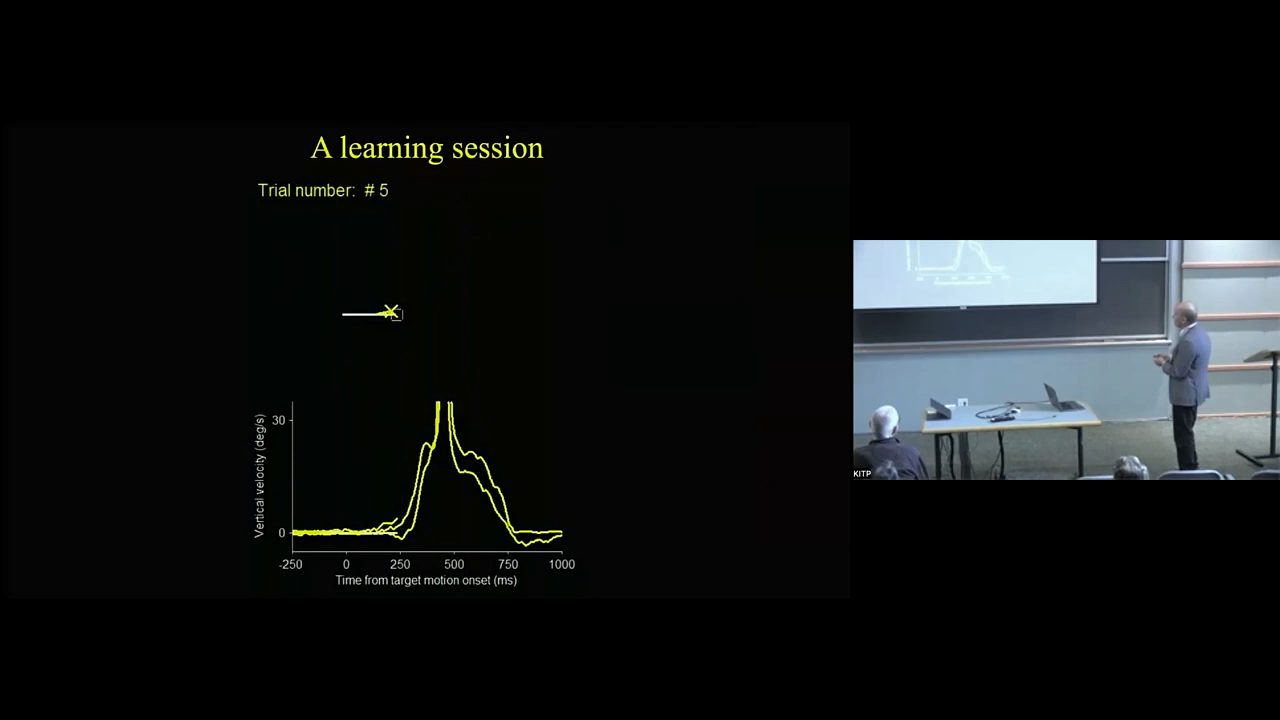 A learning session
Trial number: # 5
Vertical velocity (deg/s)
30
0
-250 0 250 500 750 1000
Time from target motion onset (ms)
KITP